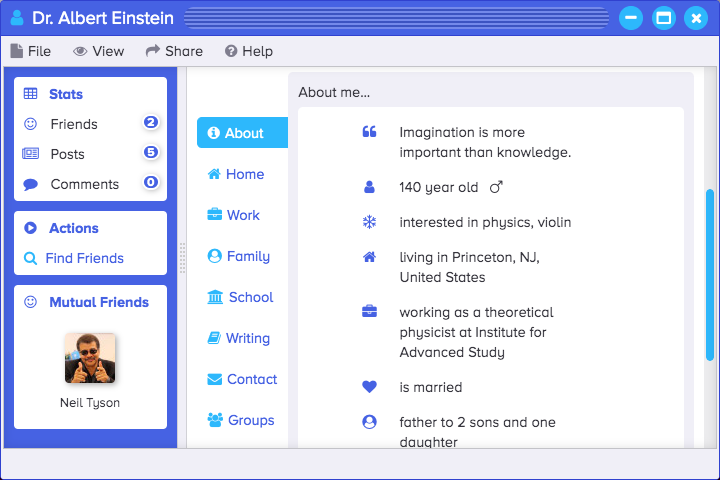 Dr. Albert Einstein
File View Share Help
Stats
Friends 2
Posts 5
Comments 0
Actions
Find Friends
Mutual Friends
Neil Tyson
About
Home
Work
Family
School
Writing
Contact
Groups
About me...
Imagination is more
important than knowledge.
140 year old
interested in physics, violin
living in Princeton, NJ,
United States
working as a theoretical
physicist at Institute for
Advanced Study
is married
father to 2 sons and one
daughter